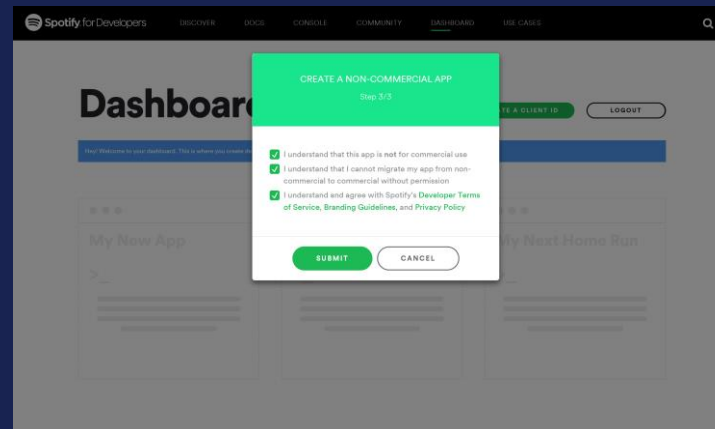 Spotify for Developers DISCOVER DOCS CONSOLE COMMUNITY DASHBOARD USE CASES
CREATE A NON-COMMERCIAL APP
Step 3/3
Dashboar
TE A CLIENT ID
LOGOUT
Hey! Welcome to your dashboard. This is where you create
I understand that this app is not for commercial use
I understand that I cannot migrate my app from non-
commercial to commercial without permission
I understand and agree with Spotify's Developer Terms
of Service, Branding Guidelines, and Privacy Policy
My New App
My Next Home Run
>_
SUBMIT
CANCEL